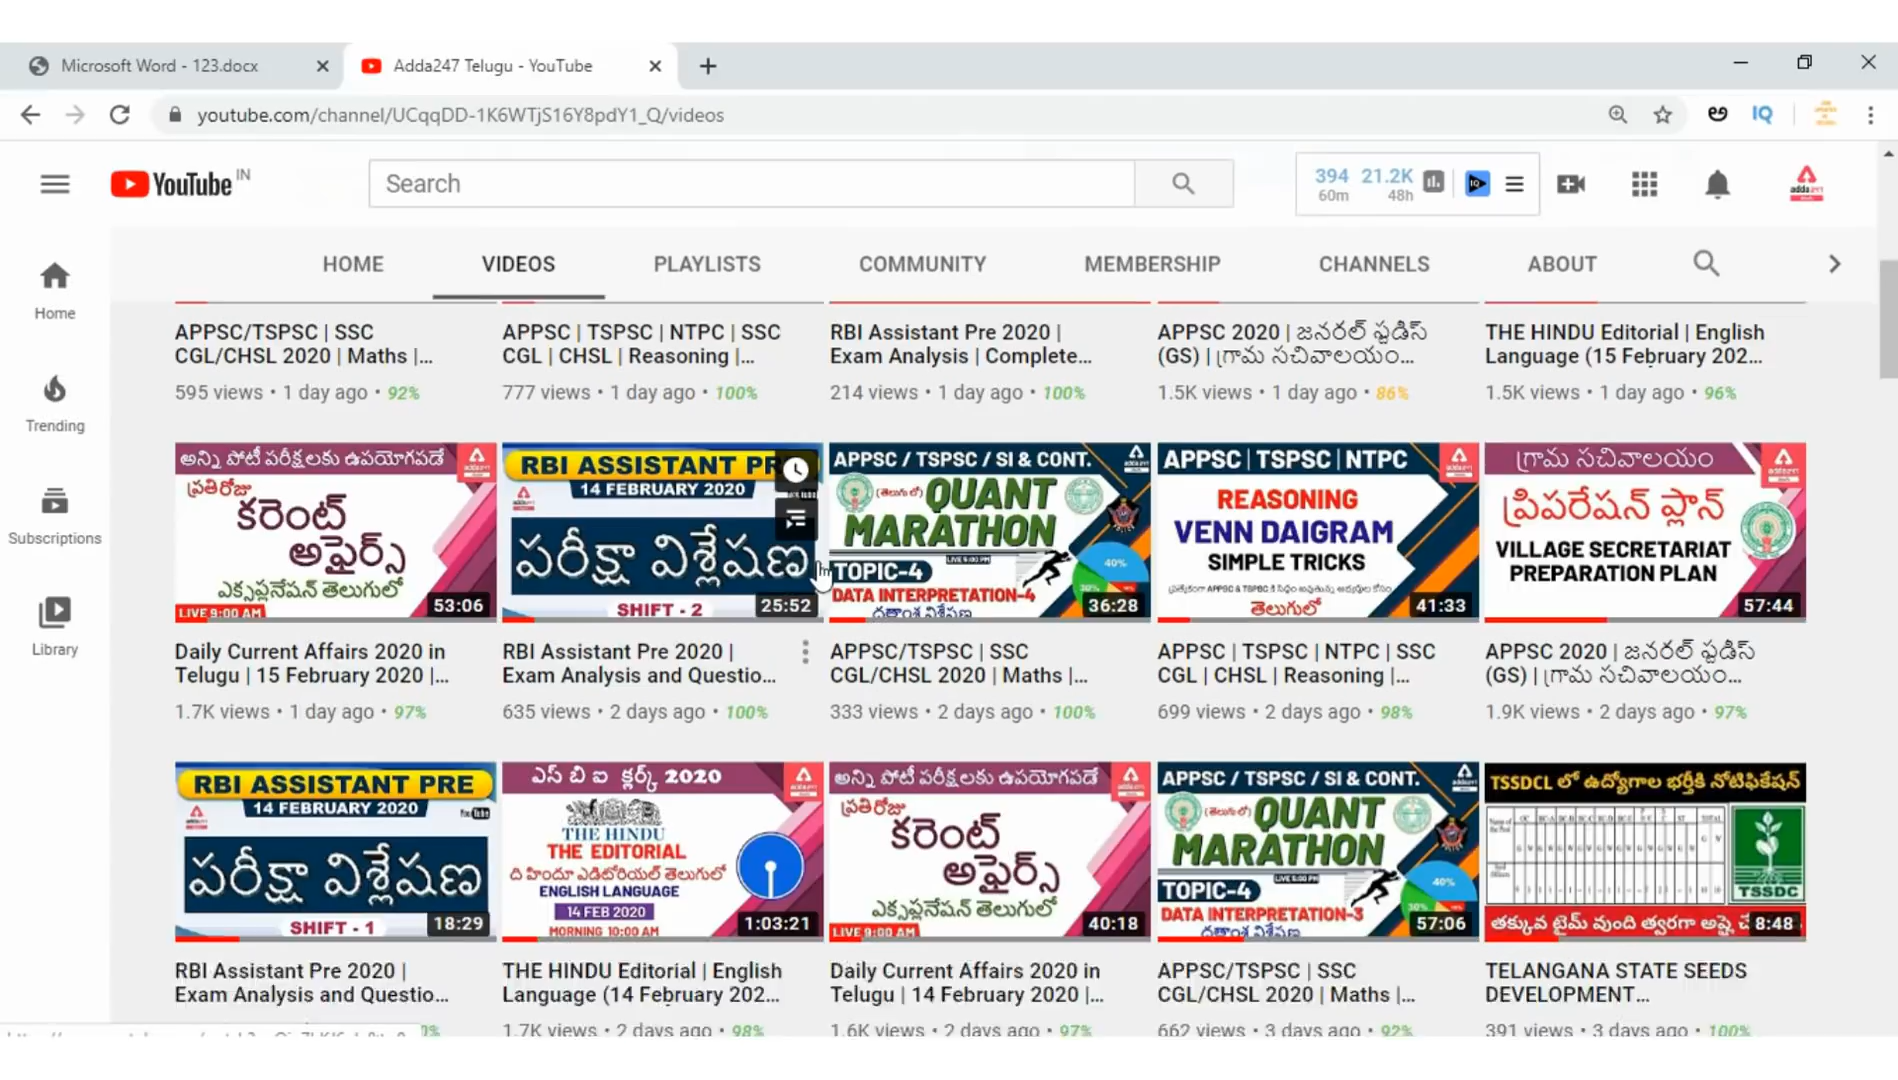 Microsoft Word - 123.docx
Adda247 Telugu - YouTube
youtube.com/channel/UCqqDD-1K6WTjS16Y8pdY1_Q/videos
IQ
YouTube IN
Search
394 21.2K
60m 48h
HOME VIDEOS PLAYLISTS COMMUNITY MEMBERSHIP CHANNELS ABOUT
Home
Trending
Subscriptions
Library
APPSC/TSPSC | SSC
CGL/CHSL 2020 | Maths |...
595 views • 1 day ago • 92%
APPSC | TSPSC | NTPC | SSC
CGL | CHSL | Reasoning |...
777 views • 1 day ago • 100%
RBI Assistant Pre 2020 |
Exam Analysis | Complete...
214 views • 1 day ago • 100%
APPSC 2020 | జనరల్ స్టడిస్
(GS) | గ్రామ సచివాలయం...
1.5K views • 1 day ago • 86%
THE HINDU Editorial | English
Language (15 February 202...
1.5K views • 1 day ago • 96%
అన్ని పోటీ పరీక్షలకు ఉపయోగపడే
ప్రతిరోజు
కరెంట్
అఫైర్స్
ఎక్స్ప్లనేషన్ తెలుగులో
LIVE 9:00 AM
53:06
Daily Current Affairs 2020 in
Telugu | 15 February 2020 |...
1.7K views • 1 day ago • 97%
RBI ASSISTANT PR
14 FEBRUARY 2020
పరీక్షా విశ్లేషణ
SHIFT - 2
25:52
RBI Assistant Pre 2020 |
Exam Analysis and Questio...
635 views • 2 days ago • 100%
APPSC / TSPSC / SI & CONT.
(తెలుగు లో) QUANT
MARATHON
LIVE 9:00 PM
TOPIC-4
DATA INTERPRETATION-4
దత్తాంశ విశ్లేషణ
40%
36:28
APPSC/TSPSC | SSC
CGL/CHSL 2020 | Maths |...
333 views • 2 days ago • 100%
APPSC | TSPSC | NTPC
REASONING
VENN DAIGRAM
SIMPLE TRICKS
తెలుగులో
41:33
APPSC | TSPSC | NTPC | SSC
CGL | CHSL | Reasoning |...
699 views • 2 days ago • 98%
గ్రామ సచివాలయం
ప్రిపరేషన్ ప్లాన్
VILLAGE SECRETARIAT
PREPARATION PLAN
57:44
APPSC 2020 | జనరల్ స్టడిస్
(GS) | గ్రామ సచివాలయం...
1.9K views • 2 days ago • 97%
RBI ASSISTANT PRE
14 FEBRUARY 2020
పరీక్షా విశ్లేషణ
SHIFT - 1
18:29
RBI Assistant Pre 2020 |
Exam Analysis and Questio...
ఎస్ బి ఐ క్లర్క్ 2020
THE HINDU
THE EDITORIAL
ది హిందూ ఎడిటోరియల్ తెలుగులో
ENGLISH LANGUAGE
14 FEB 2020
MORNING 10:00 AM
1:03:21
THE HINDU Editorial | English
Language (14 February 202...
1.7K views • 2 days ago • 98%
అన్ని పోటీ పరీక్షలకు ఉపయోగపడే
ప్రతిరోజు
కరెంట్
అఫైర్స్
ఎక్స్ప్లనేషన్ తెలుగులో
LIVE 9:00 AM
40:18
Daily Current Affairs 2020 in
Telugu | 14 February 2020 |...
1.6K views • 2 days ago • 97%
APPSC / TSPSC / SI & CONT.
(తెలుగు లో) QUANT
MARATHON
LIVE 9:00 PM
TOPIC-4
DATA INTERPRETATION-3
దత్తాంశ విశ్లేషణ
40%
30%
57:06
APPSC/TSPSC | SSC
CGL/CHSL 2020 | Maths |...
662 views • 3 days ago • 92%
TSSDCL లో ఉద్యోగాల భర్తీకి నోటిఫికేషన్
TSSDC
తక్కువ టైమ్ వుంది త్వరగా అప్లై చే
8:48
TELANGANA STATE SEEDS
DEVELOPMENT...
391 views • 3 days ago • 100%